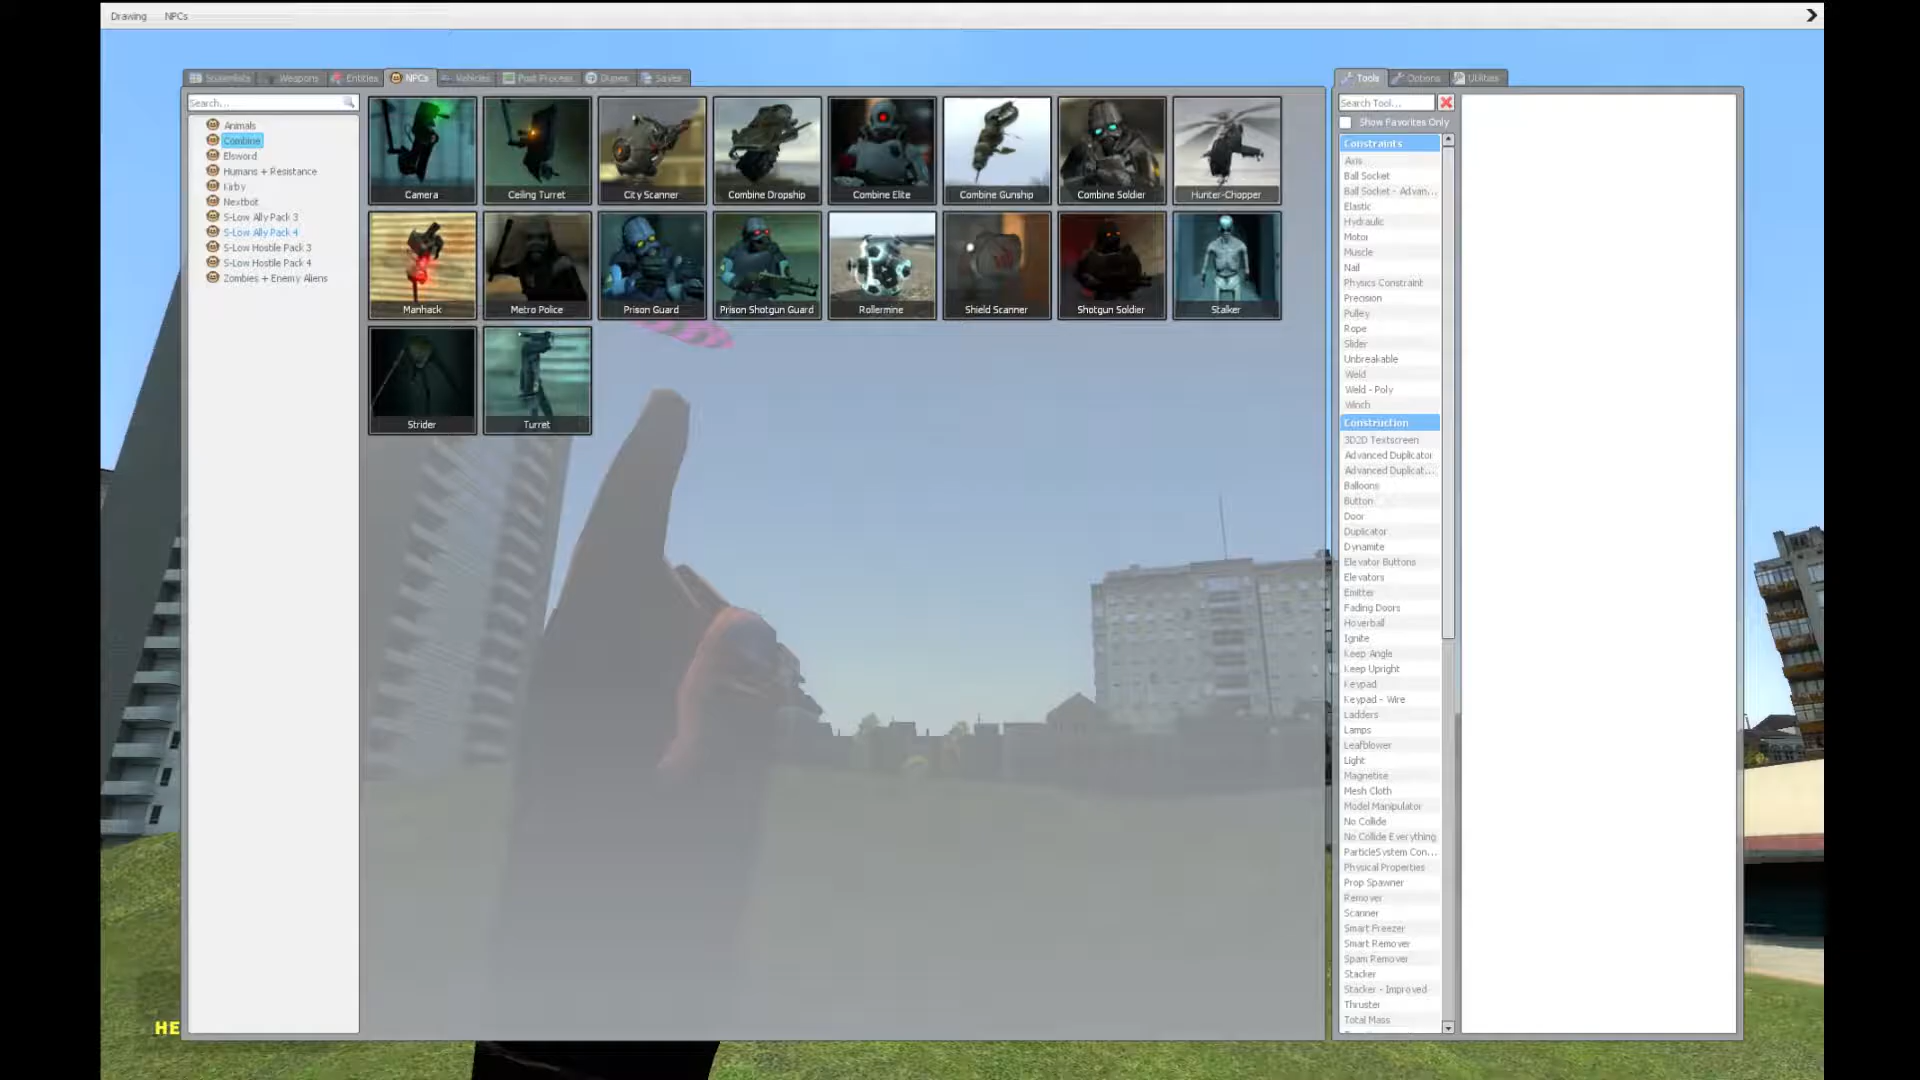 Drawing NPCs
Spawnlists Weapons Entities NPCs Vehicles Post Process Dupes Saves
Search...
Animals
Combine
Elsword
Humans + Resistance
Kirby
Nextbot
S-Low Ally Pack 3
S-Low Ally Pack 4
S-Low Hostile Pack 3
S-Low Hostile Pack 4
Zombies + Enemy Aliens
Camera Ceiling Turret City Scanner Combine Dropship Combine Elite Combine Gunship Combine Soldier Hunter-Chopper
Manhack Metro Police Prison Guard Prison Shotgun Guard Rollermine Shield Scanner Shotgun Soldier Stalker
Strider Turret
HE
Tools Options Utilities
Search Tool...
Show Favorites Only
Constraints
Axis
Ball Socket
Ball Socket - Advan...
Elastic
Hydraulic
Motor
Muscle
Nail
Physics Constraint
Precision
Pulley
Rope
Slider
Unbreakable
Weld
Weld - Poly
Winch
Construction
3D2D Textscreen
Advanced Duplicator
Advanced Duplicat...
Balloons
Button
Door
Duplicator
Dynamite
Elevator Buttons
Elevators
Emitter
Fading Doors
Hoverball
Ignite
Keep Angle
Keep Upright
Keypad
Keypad - Wire
Ladders
Lamps
Leafblower
Light
Magnetise
Mesh Cloth
Model Manipulator
No Collide
No Collide Everything
ParticleSystem Con...
Physical Properties
Prop Spawner
Remover
Scanner
Smart Freezer
Smart Remover
Spam Remover
Stacker
Stacker - Improved
Thruster
Total Mass